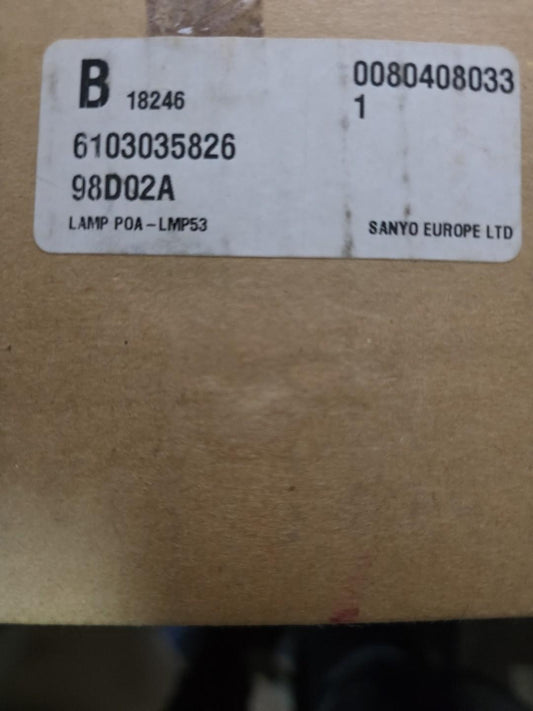 B 18246
0080408033
1
6103035826
98D02A
LAMP POA-LMP53
SANYO EUROPE LTD